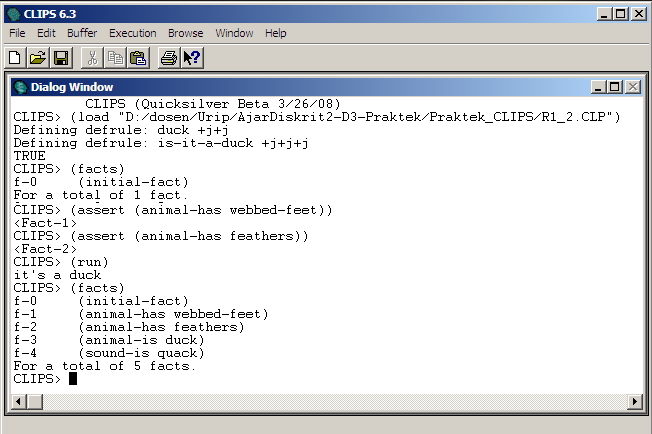 CLIPS 6.3
File Edit Buffer Execution Browse Window Help
Dialog Window
CLIPS (Quicksilver Beta 3/26/08)
CLIPS> (load "D:/dosen/Urip/AjarDiskrit2-D3-Praktek/Praktek_CLIPS/R1_2.CLP")
Defining defrule: duck +j+j
Defining defrule: is-it-a-duck +j+j+j
TRUE
CLIPS> (facts)
f-0     (initial-fact)
For a total of 1 fact.
CLIPS> (assert (animal-has webbed-feet))
<Fact-1>
CLIPS> (assert (animal-has feathers))
<Fact-2>
CLIPS> (run)
it's a duck
CLIPS> (facts)
f-0     (initial-fact)
f-1     (animal-has webbed-feet)
f-2     (animal-has feathers)
f-3     (animal-is duck)
f-4     (sound-is quack)
For a total of 5 facts.
CLIPS>